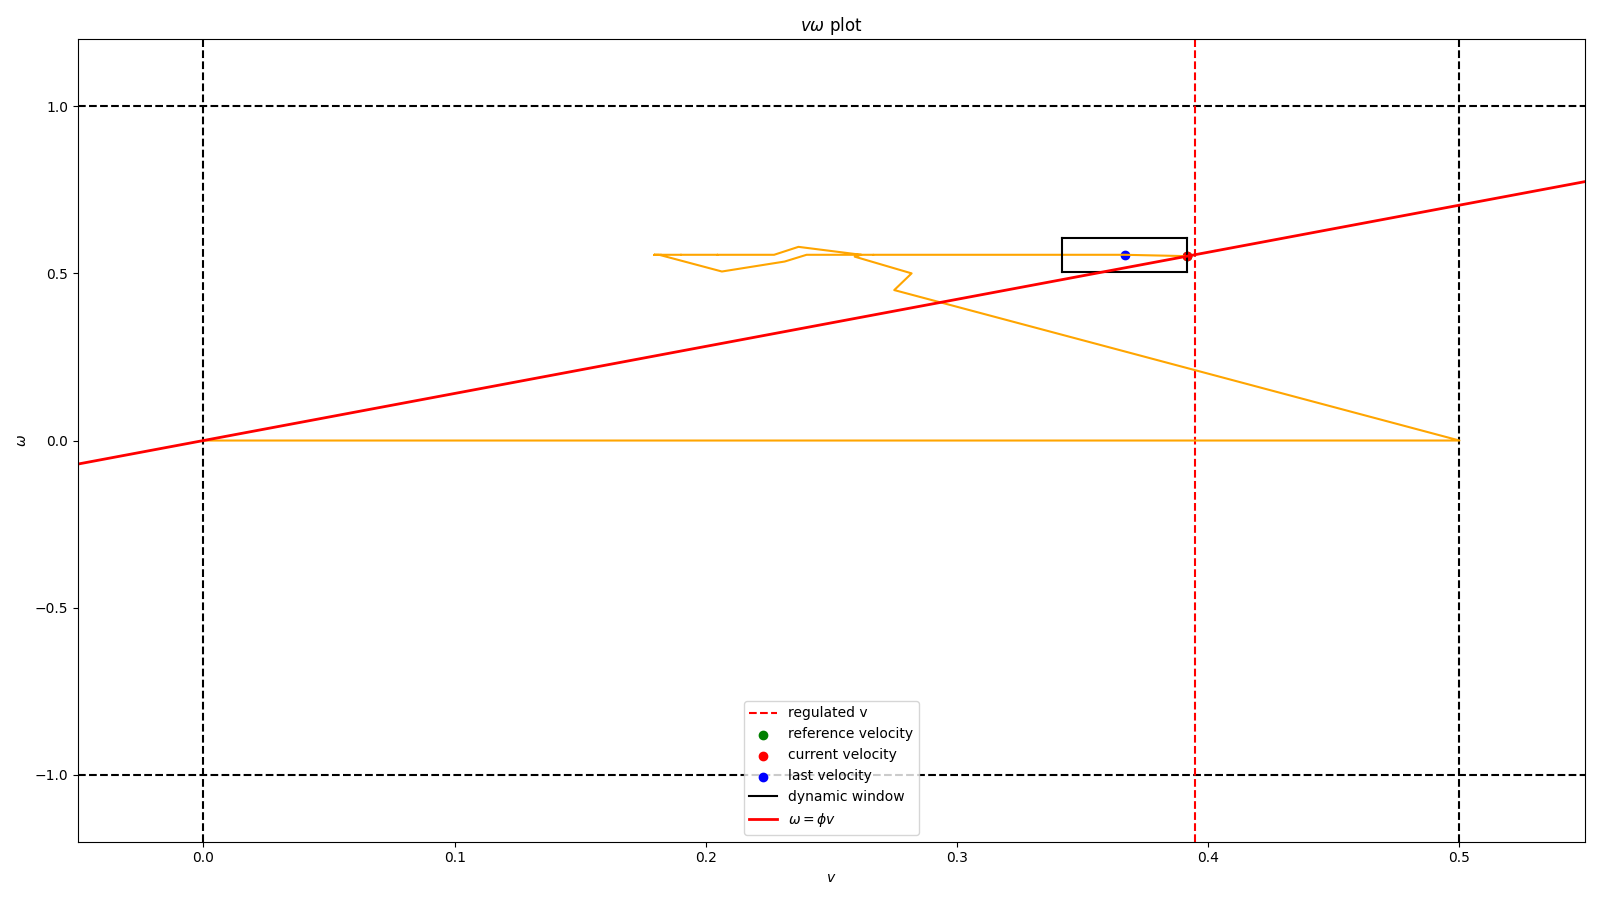 vω plot
1.0
0.5
0.0
−0.5
−1.0
ω
regulated v
reference velocity
current velocity
last velocity
dynamic window
ω = ϕv
0.0 0.1 0.2 0.3 0.4 0.5
v